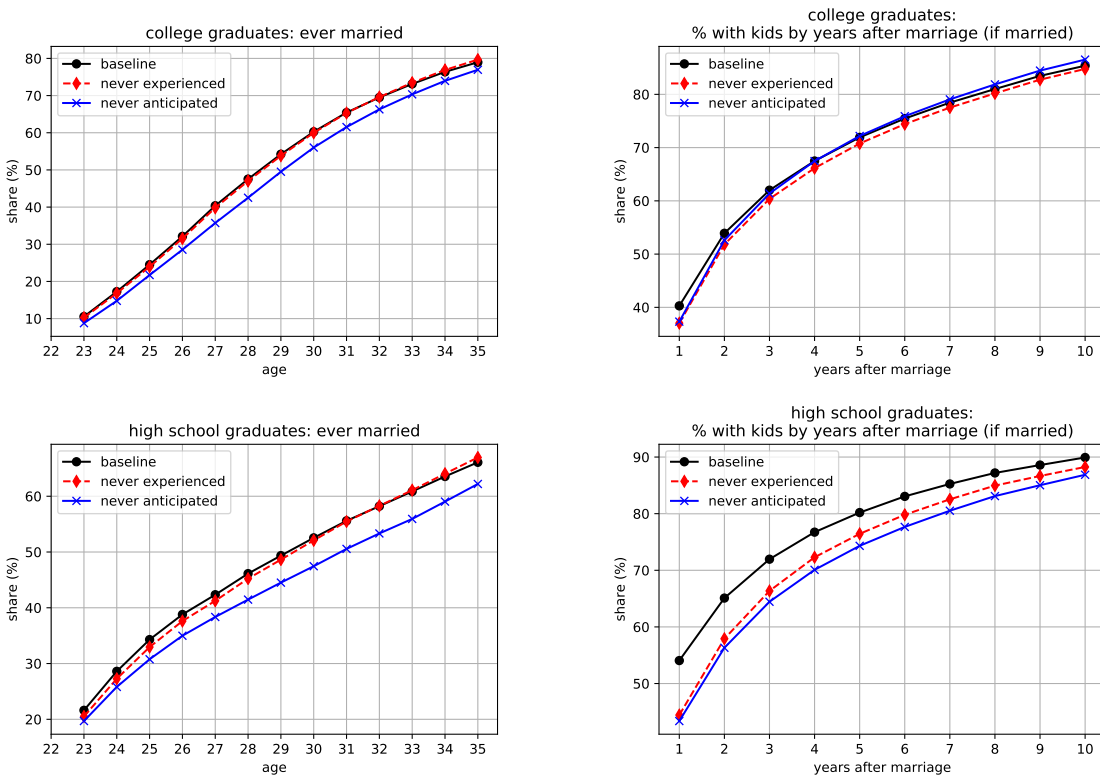 college graduates: ever married
share (%)
80
70
60
50
40
30
20
10
baseline
never experienced
never anticipated
22 23 24 25 26 27 28 29 30 31 32 33 34 35
age
college graduates:
% with kids by years after marriage (if married)
share (%)
80
70
60
50
40
baseline
never experienced
never anticipated
1 2 3 4 5 6 7 8 9 10
years after marriage
high school graduates: ever married
share (%)
60
50
40
30
20
baseline
never experienced
never anticipated
22 23 24 25 26 27 28 29 30 31 32 33 34 35
age
high school graduates:
% with kids by years after marriage (if married)
share (%)
90
80
70
60
50
baseline
never experienced
never anticipated
1 2 3 4 5 6 7 8 9 10
years after marriage